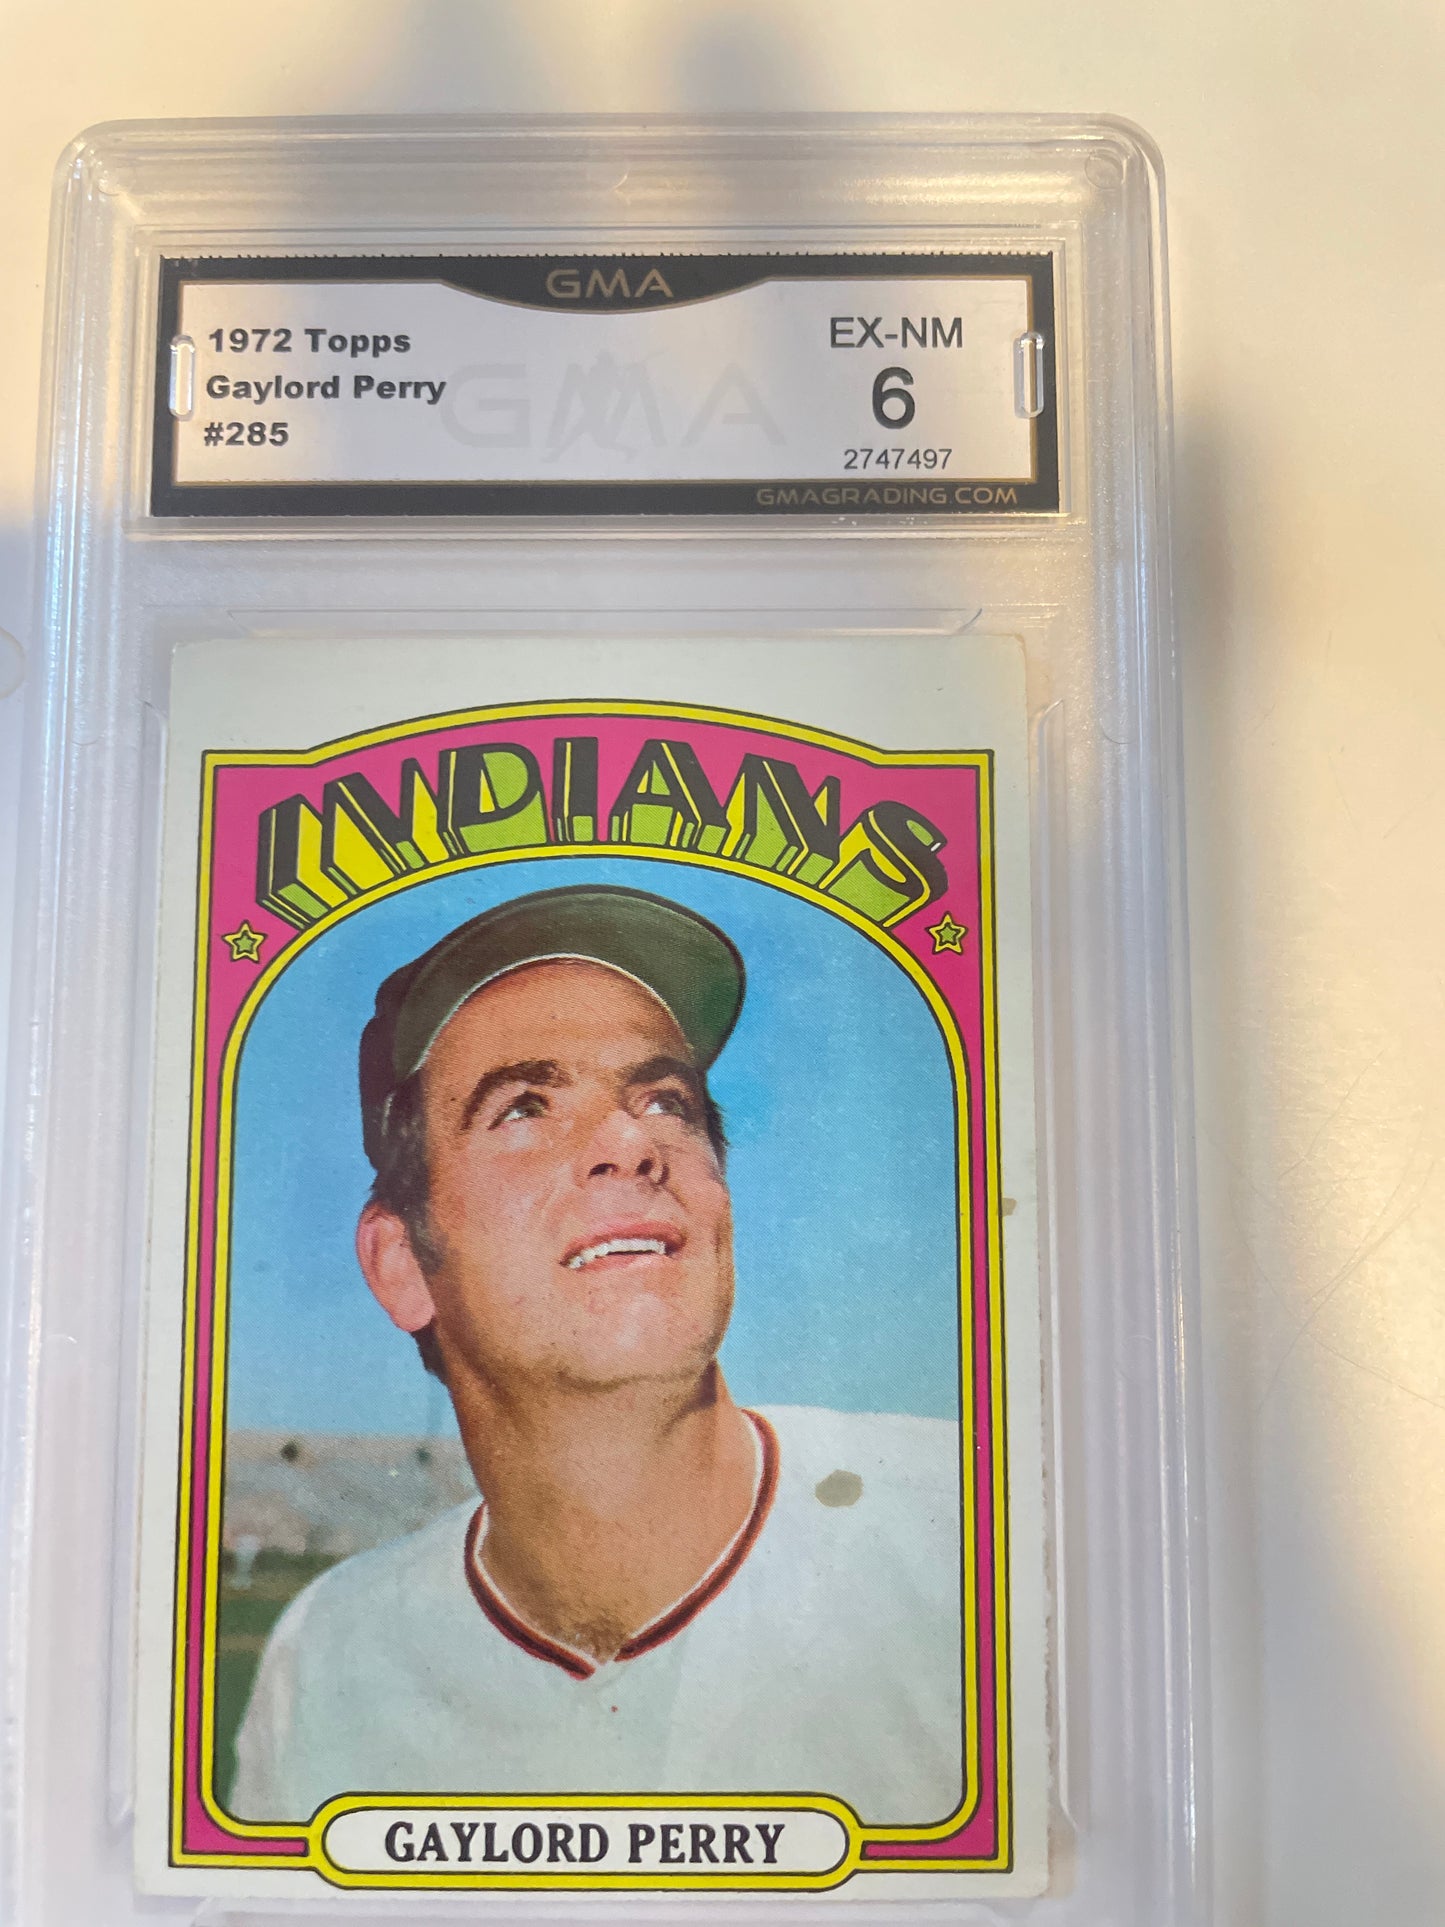 GMA
1972 Topps
Gaylord Perry
#285
GMA
EX-NM
6
2747497
GMAGRADING.COM
INDIANS
GAYLORD PERRY